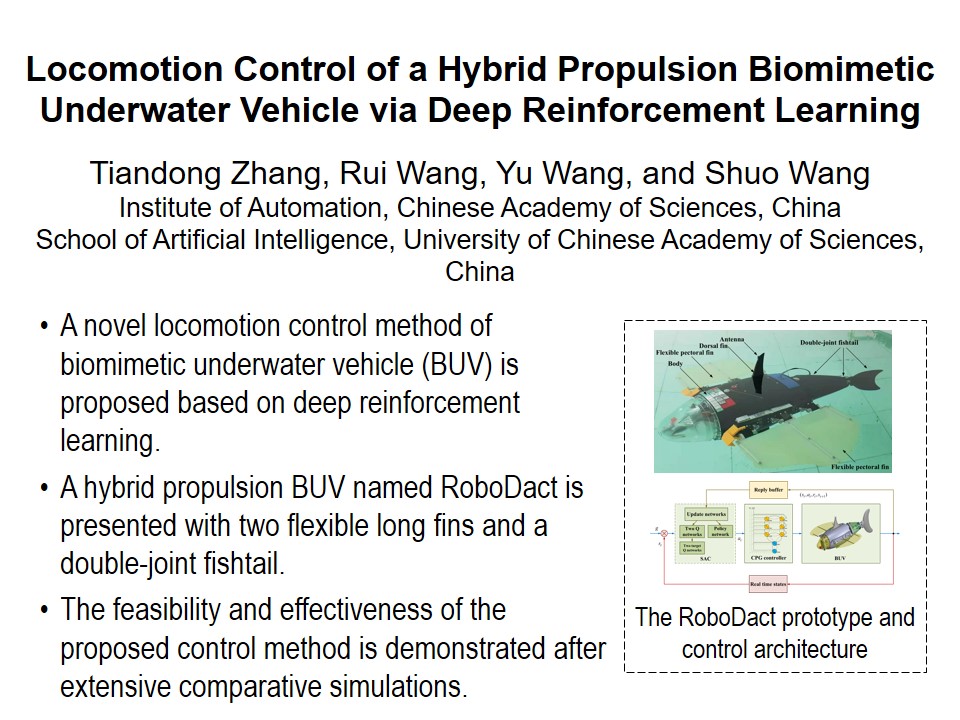 Locomotion Control of a Hybrid Propulsion Biomimetic
Underwater Vehicle via Deep Reinforcement Learning
Tiandong Zhang, Rui Wang, Yu Wang, and Shuo Wang
Institute of Automation, Chinese Academy of Sciences, China
School of Artificial Intelligence, University of Chinese Academy of Sciences,
China
• A novel locomotion control method of
biomimetic underwater vehicle (BUV) is
proposed based on deep reinforcement
learning.
• A hybrid propulsion BUV named RoboDact is
presented with two flexible long fins and a
double-joint fishtail.
• The feasibility and effectiveness of the
proposed control method is demonstrated after
extensive comparative simulations.
Antenna
Dorsal fin
Flexible pectoral fin
Body
Double-joint fishtail
Flexible pectoral fin
Reply buffer
Update networks
Two Q
networks
Policy
network
Two target
Q networks
SAC
CPG controller
BUV
Real time states
The RoboDact prototype and
control architecture